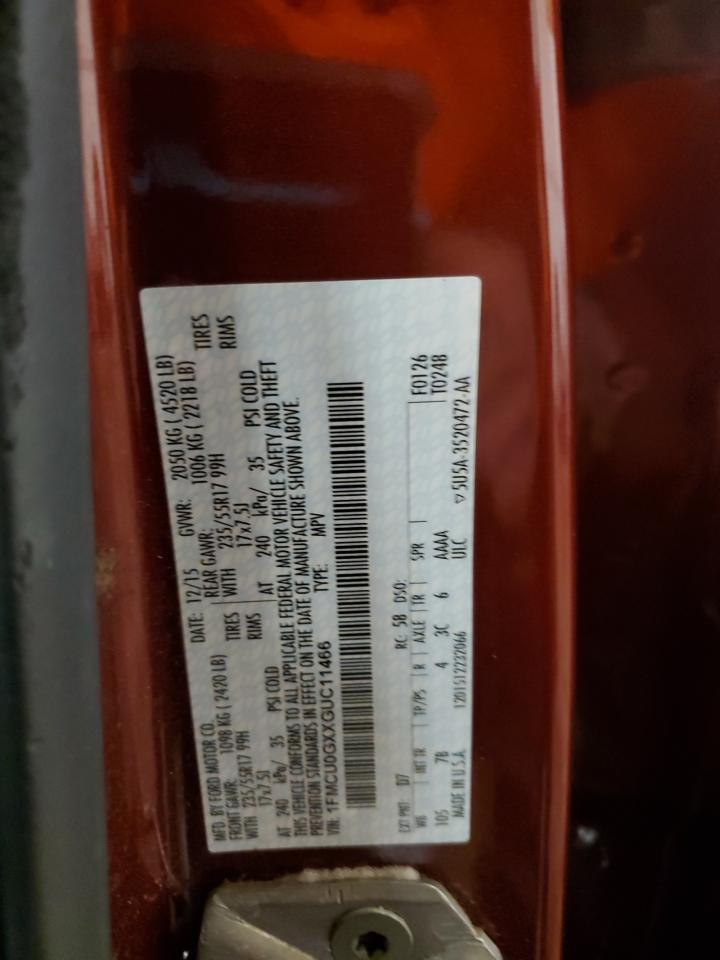 MFD. BY FORD MOTOR CO.
DATE: 12/15 GVWR: 2050 KG ( 4520 LB)
FRONT GAWR: 1098 KG ( 2420 LB) REAR GAWR: 1006 KG ( 2218 LB)
WITH 235/55R17 99H TIRES WITH 235/55R17 99H TIRES
17x7.5J RIMS 17x7.5J RIMS
AT 240 kPa/ 35 PSI COLD AT 240 kPa/ 35 PSI COLD
THIS VEHICLE CONFORMS TO ALL APPLICABLE FEDERAL MOTOR VEHICLE SAFETY AND THEFT
PREVENTION STANDARDS IN EFFECT ON THE DATE OF MANUFACTURE SHOWN ABOVE.
VIN: 1FMCU0GXXGUC11466 TYPE: MPV
EXT PNT: D7 RC: 58 DSO: F0126
WB INT TR TP/PS R AXLE TR SPR T0248
105 7B 4 3C 6 AAAA
MADE IN U.S.A. 1201512232066 ULC ▽5U5A-3520472-AA